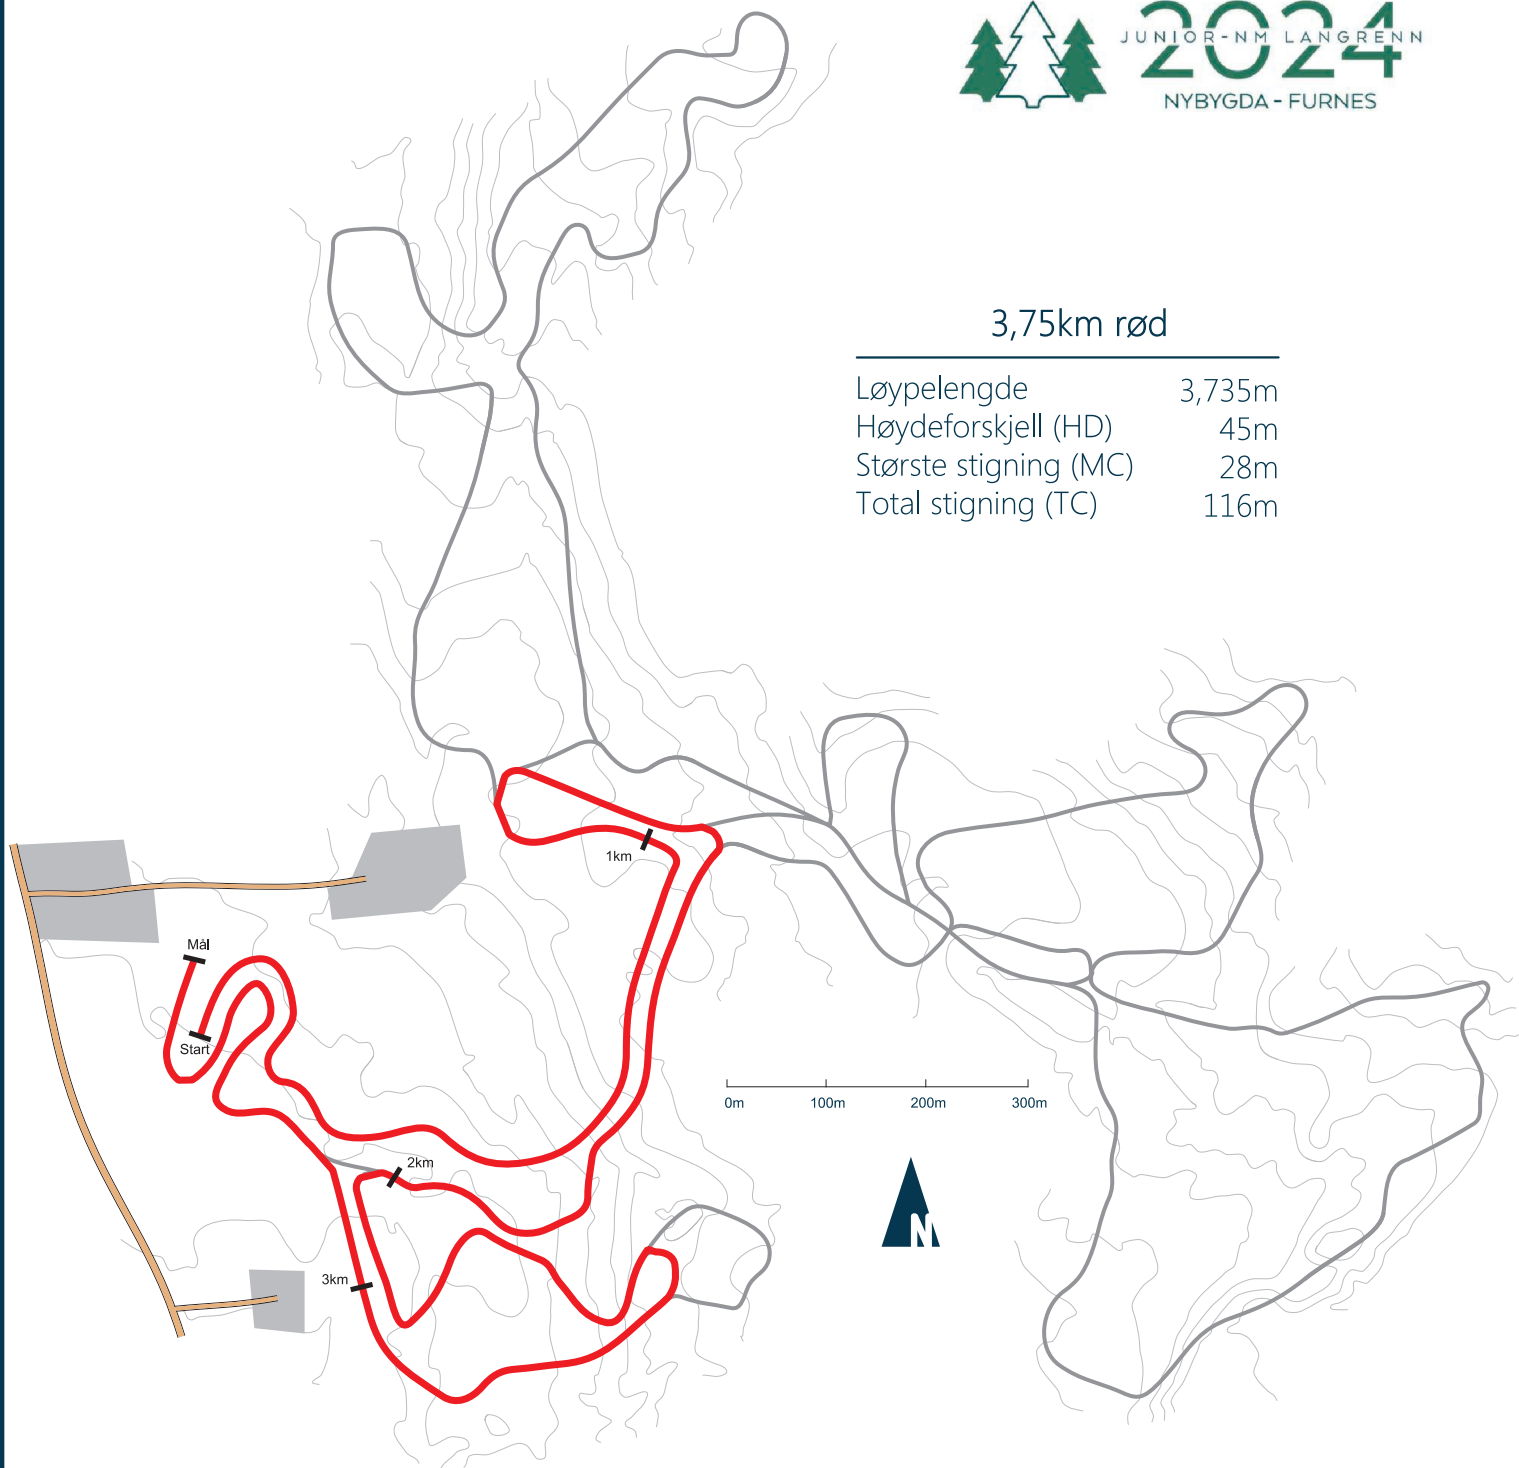 2024
JUNIOR-NM LANGRENN
NYBYGDA - FURNES
3,75km rød
Løypelengde 3,735m
Høydeforskjell (HD) 45m
Største stigning (MC) 28m
Total stigning (TC) 116m
1km
Mål
Start
0m 100m 200m 300m
2km
N
3km